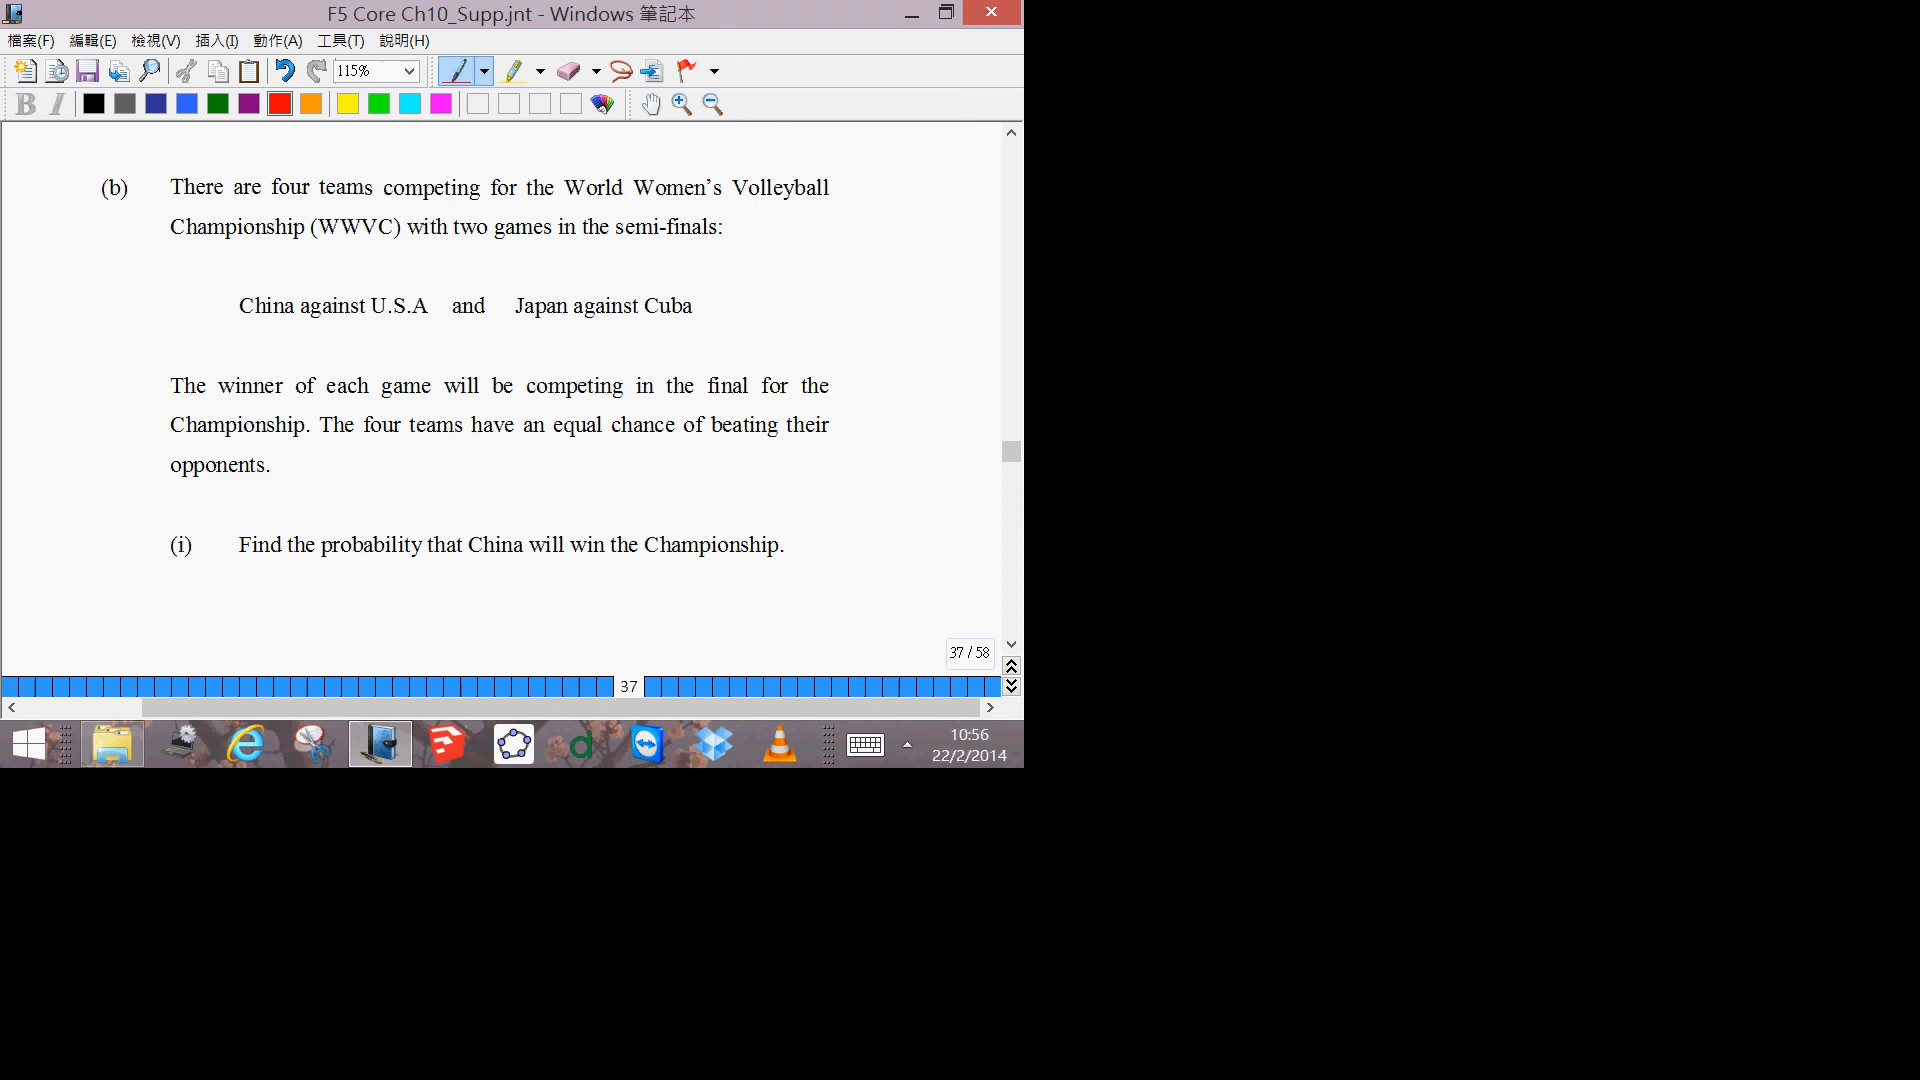 F5 Core Ch10_Supp.jnt - Windows 筆記本
檔案(F) 編輯(E) 檢視(V) 插入(I) 動作(A) 工具(T) 說明(H)
115%
B I
(b) There are four teams competing for the World Women’s Volleyball
Championship (WWVC) with two games in the semi-finals:
China against U.S.A and Japan against Cuba
The winner of each game will be competing in the final for the
Championship. The four teams have an equal chance of beating their
opponents.
(i) Find the probability that China will win the Championship.
37 / 58
37
d
10:56
22/2/2014